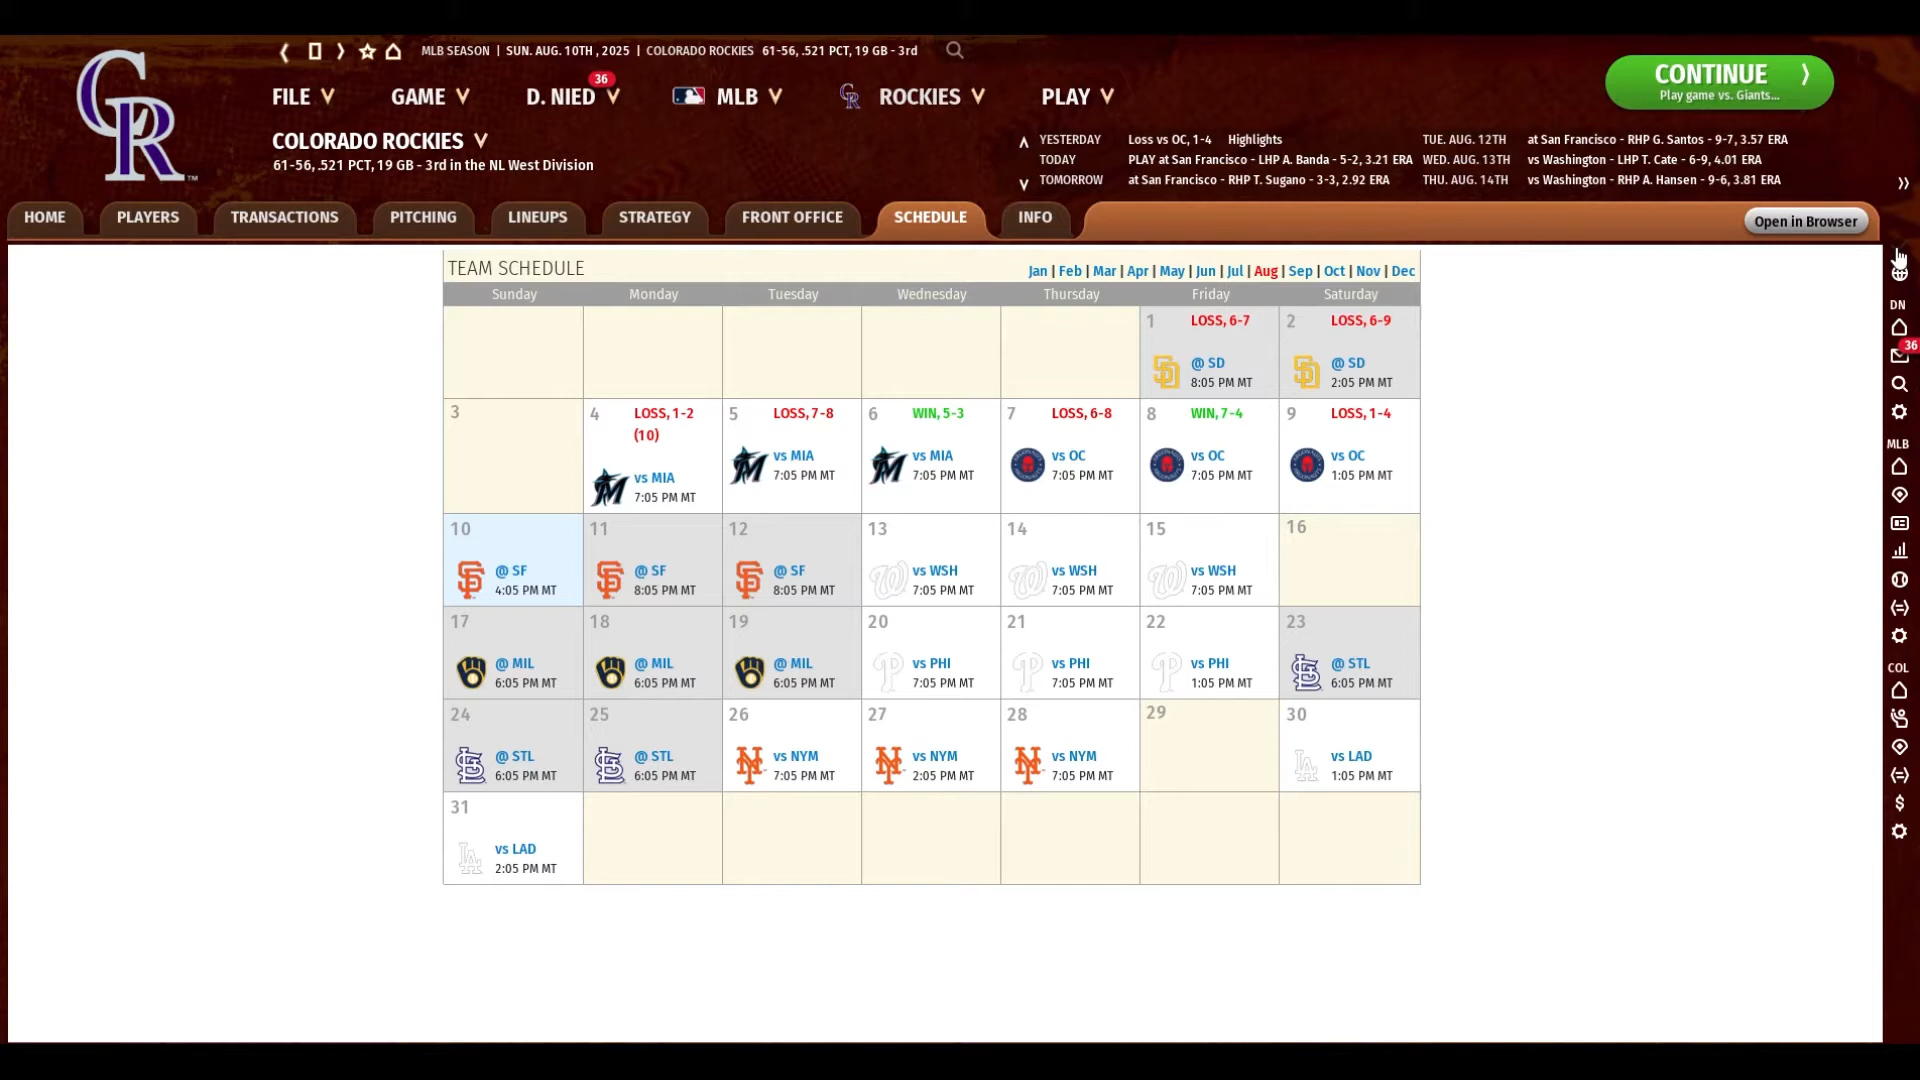 MLB SEASON | SUN. AUG. 10TH , 2025 | COLORADO ROCKIES 61-56, .521 PCT, 19 GB - 3rd
FILE GAME D. NIED 36 MLB ROCKIES PLAY
CONTINUE
Play game vs. Giants...
COLORADO ROCKIES
61-56, .521 PCT, 19 GB - 3rd in the NL West Division
YESTERDAY Loss vs OC, 1-4 Highlights TUE. AUG. 12TH at San Francisco - RHP G. Santos - 9-7, 3.57 ERA
TODAY PLAY at San Francisco - LHP A. Banda - 5-2, 3.21 ERA WED. AUG. 13TH vs Washington - LHP T. Cate - 6-9, 4.01 ERA
TOMORROW at San Francisco - RHP T. Sugano - 3-3, 2.92 ERA THU. AUG. 14TH vs Washington - RHP A. Hansen - 9-6, 3.81 ERA
HOME PLAYERS TRANSACTIONS PITCHING LINEUPS STRATEGY FRONT OFFICE SCHEDULE INFO Open in Browser
TEAM SCHEDULE Jan | Feb | Mar | Apr | May | Jun | Jul | Aug | Sep | Oct | Nov | Dec
Sunday Monday Tuesday Wednesday Thursday Friday Saturday
1 LOSS, 6-7 2 LOSS, 6-9
@ SD @ SD
8:05 PM MT 2:05 PM MT
3 4 LOSS, 1-2 5 LOSS, 7-8 6 WIN, 5-3 7 LOSS, 6-8 8 WIN, 7-4 9 LOSS, 1-4
(10)
vs MIA vs MIA vs OC vs OC vs OC
7:05 PM MT 7:05 PM MT 7:05 PM MT 7:05 PM MT 1:05 PM MT
vs MIA
7:05 PM MT
10 11 12 13 14 15 16
@ SF @ SF @ SF vs WSH vs WSH vs WSH
4:05 PM MT 8:05 PM MT 8:05 PM MT 7:05 PM MT 7:05 PM MT 7:05 PM MT
17 18 19 20 21 22 23
@ MIL @ MIL @ MIL vs PHI vs PHI vs PHI @ STL
6:05 PM MT 6:05 PM MT 6:05 PM MT 7:05 PM MT 7:05 PM MT 1:05 PM MT 6:05 PM MT
24 25 26 27 28 29 30
@ STL @ STL vs NYM vs NYM vs NYM vs LAD
6:05 PM MT 6:05 PM MT 7:05 PM MT 2:05 PM MT 7:05 PM MT 1:05 PM MT
31
vs LAD
2:05 PM MT
DN
36
MLB
COL